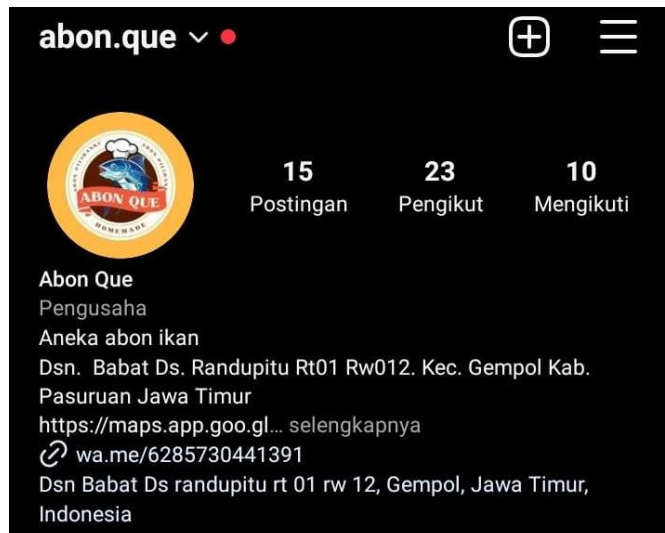 abon.que
15 23 10
Postingan Pengikut Mengikuti
ABON QUE
HOMEMADE
Abon Que
Pengusaha
Aneka abon ikan
Dsn. Babat Ds. Randupitu Rt01 Rw012. Kec. Gempol Kab.
Pasuruan Jawa Timur
https://maps.app.goo.gl... selengkapnya
wa.me/6285730441391
Dsn Babat Ds randupitu rt 01 rw 12, Gempol, Jawa Timur,
Indonesia